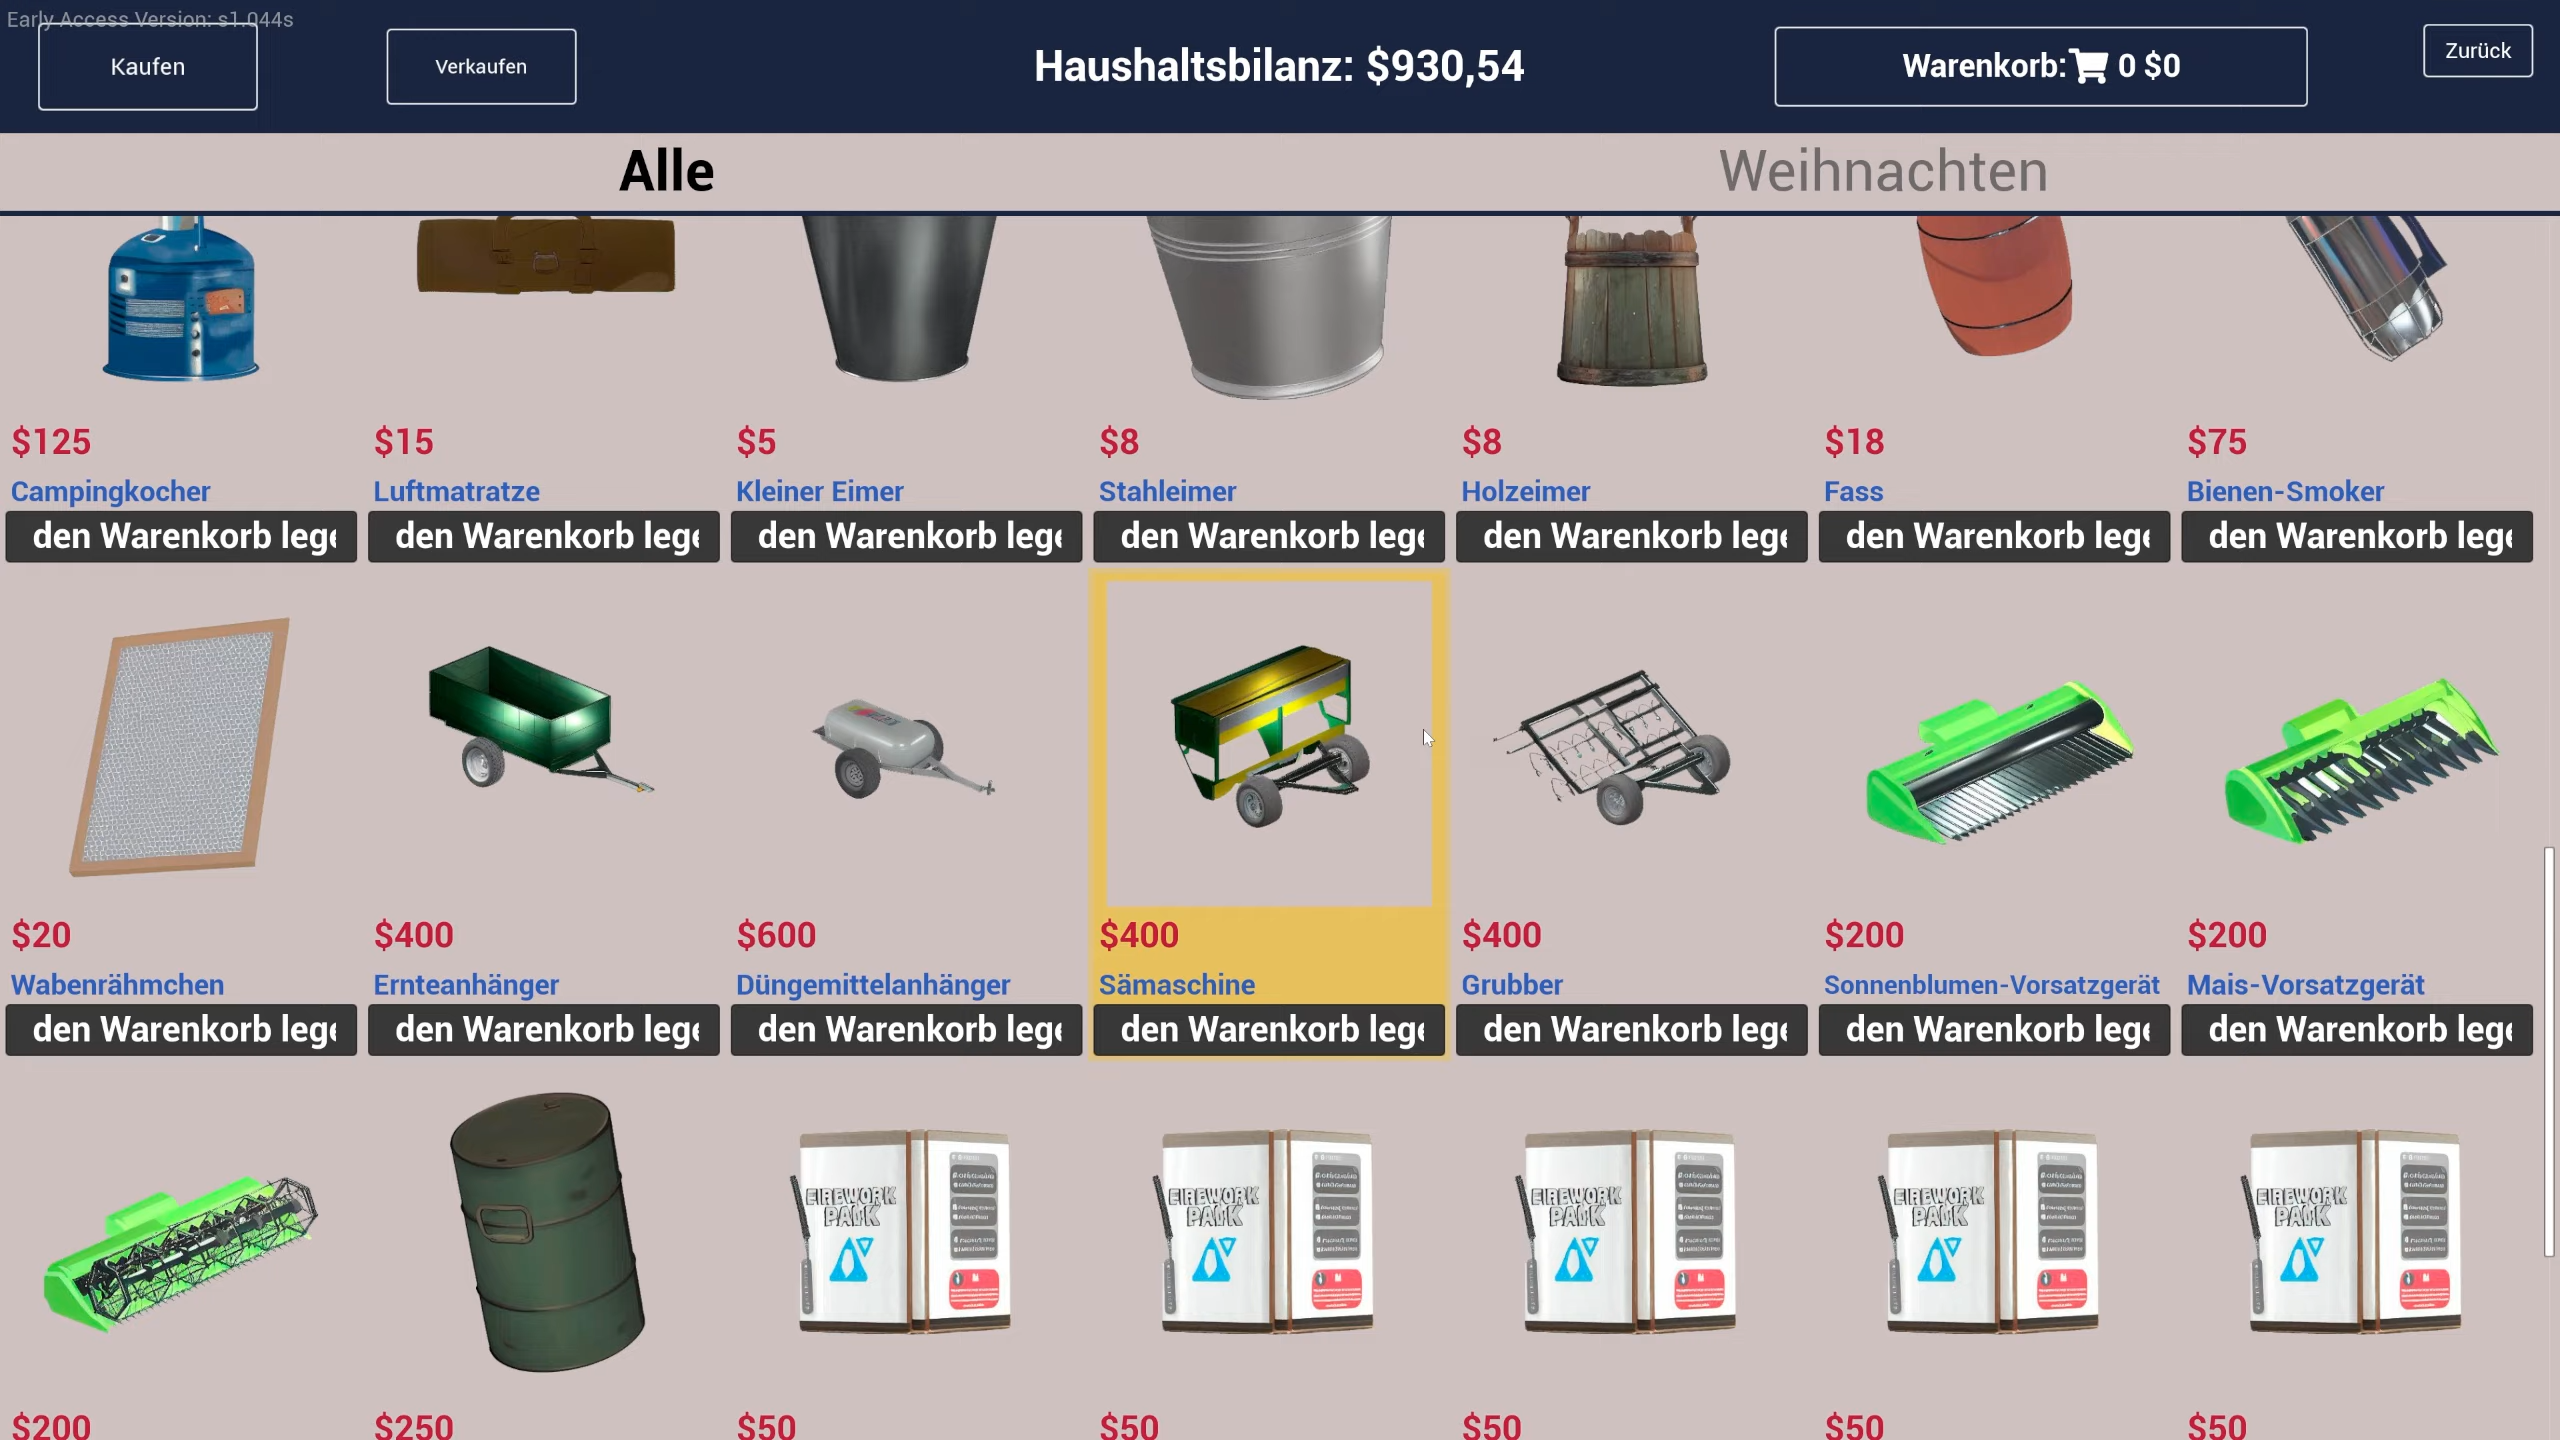 Early Access Version: s1.044s
Kaufen
Verkaufen
Haushaltsbilanz: $930,54
Warenkorb: 0 $0
Zurück
Alle
Weihnachten
$125
$15
$5
$8
$8
$18
$75
Campingkocher
Luftmatratze
Kleiner Eimer
Stahleimer
Holzeimer
Fass
Bienen-Smoker
den Warenkorb lege
den Warenkorb lege
den Warenkorb lege
den Warenkorb lege
den Warenkorb lege
den Warenkorb lege
den Warenkorb lege
$20
$400
$600
$400
$400
$200
$200
Wabenrähmchen
Ernteanhänger
Düngemittelanhänger
Sämaschine
Grubber
Sonnenblumen-Vorsatzgerät
Mais-Vorsatzgerät
den Warenkorb lege
den Warenkorb lege
den Warenkorb lege
den Warenkorb lege
den Warenkorb lege
den Warenkorb lege
den Warenkorb lege
FIREWORK
PACK
FIREWORK
PACK
FIREWORK
PACK
FIREWORK
PACK
FIREWORK
PACK
$200
$250
$50
$50
$50
$50
$50